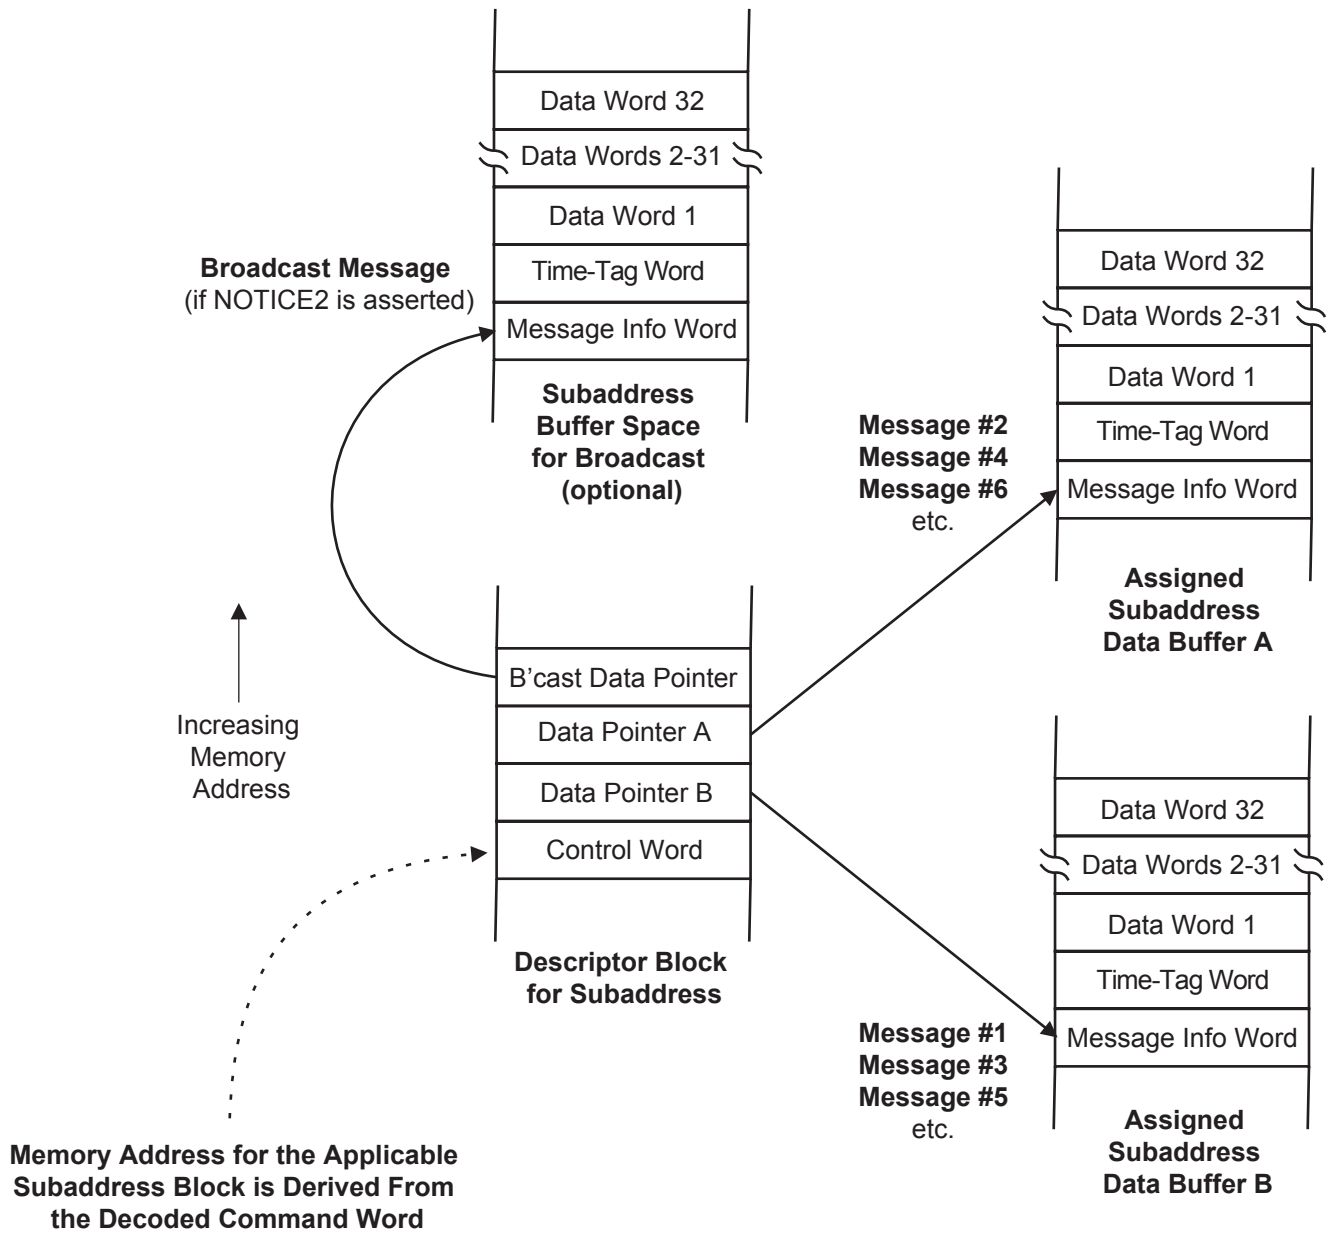 Data Word 32
Data Words 2-31
Data Word 1
Time-Tag Word
Message Info Word
Broadcast Message
(if NOTICE2 is asserted)
Subaddress
Buffer Space
for Broadcast
(optional)
Data Word 32
Data Words 2-31
Data Word 1
Time-Tag Word
Message Info Word
Message #2
Message #4
Message #6
etc.
Assigned
Subaddress
Data Buffer A
Increasing
Memory
Address
B'cast Data Pointer
Data Pointer A
Data Pointer B
Control Word
Descriptor Block
for Subaddress
Data Word 32
Data Words 2-31
Data Word 1
Time-Tag Word
Message Info Word
Message #1
Message #3
Message #5
etc.
Assigned
Subaddress
Data Buffer B
Memory Address for the Applicable
Subaddress Block is Derived From
the Decoded Command Word